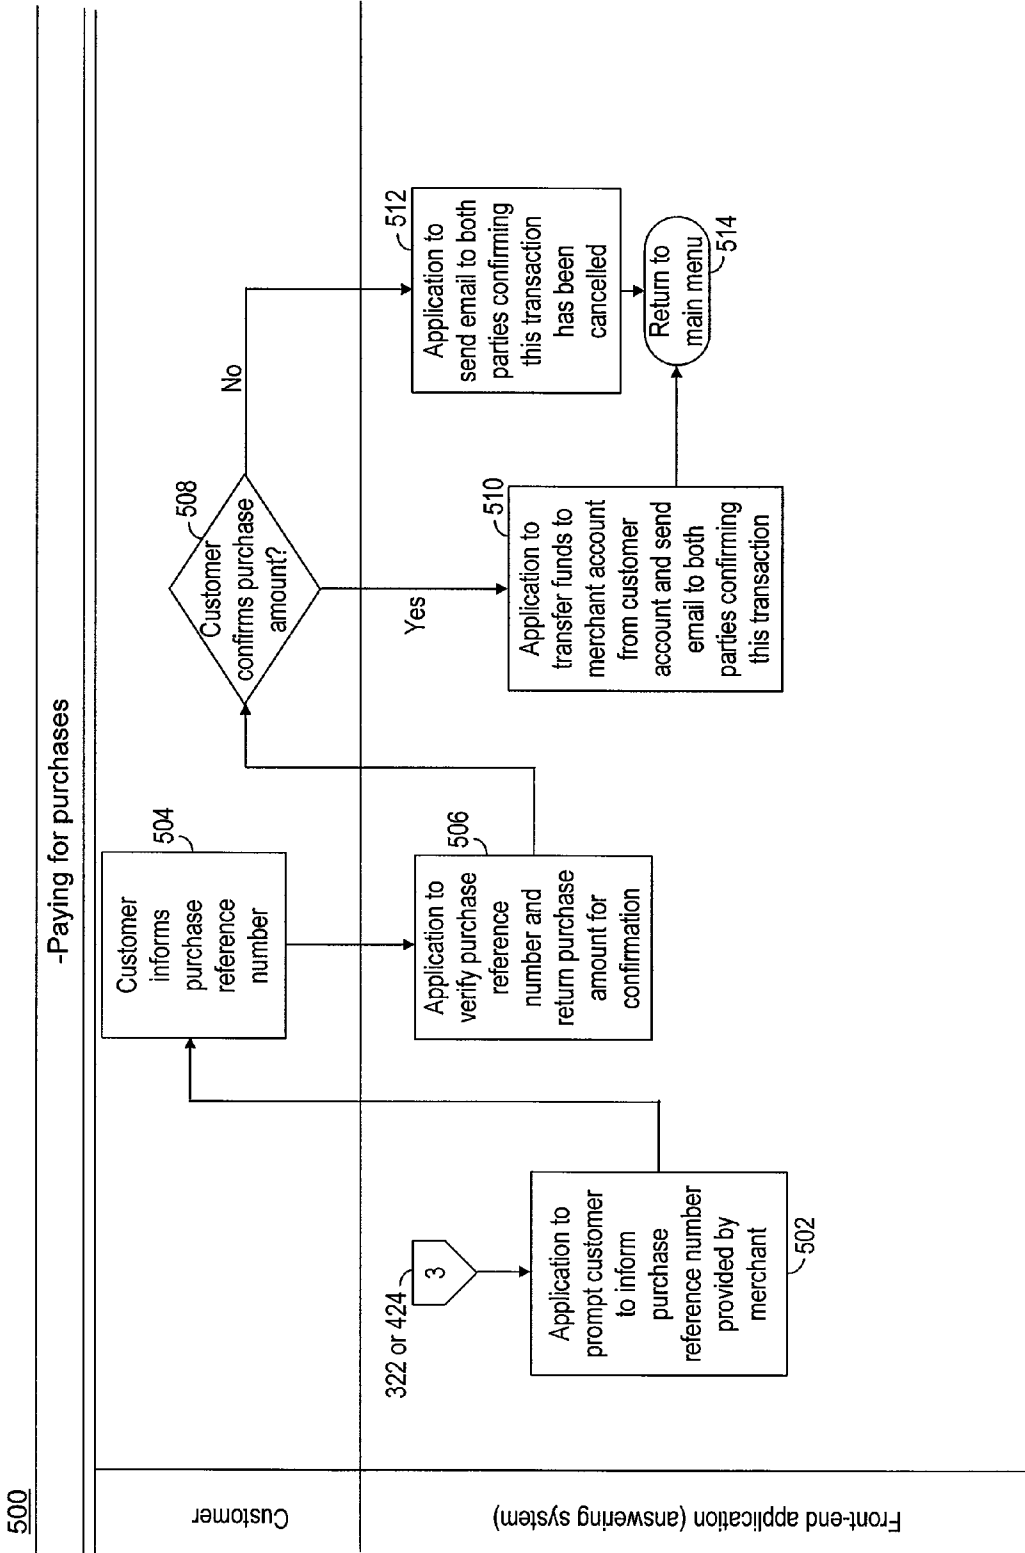 500
-Paying for purchases
Customer
Front-end application (answering system)
322 or 424
3
Application to
prompt customer
to inform
purchase
reference number
provided by
merchant
502
Customer
informs
purchase
reference
number
504
Application to
verify purchase
reference
number and
return purchase
amount for
confirmation
506
Customer
confirms purchase
amount?
508
Yes
No
Application to
transfer funds to
merchant account
from customer
account and send
email to both
parties confirming
this transaction
510
Application to
send email to both
parties confirming
this transaction
has been
cancelled
512
Return to
main menu
514